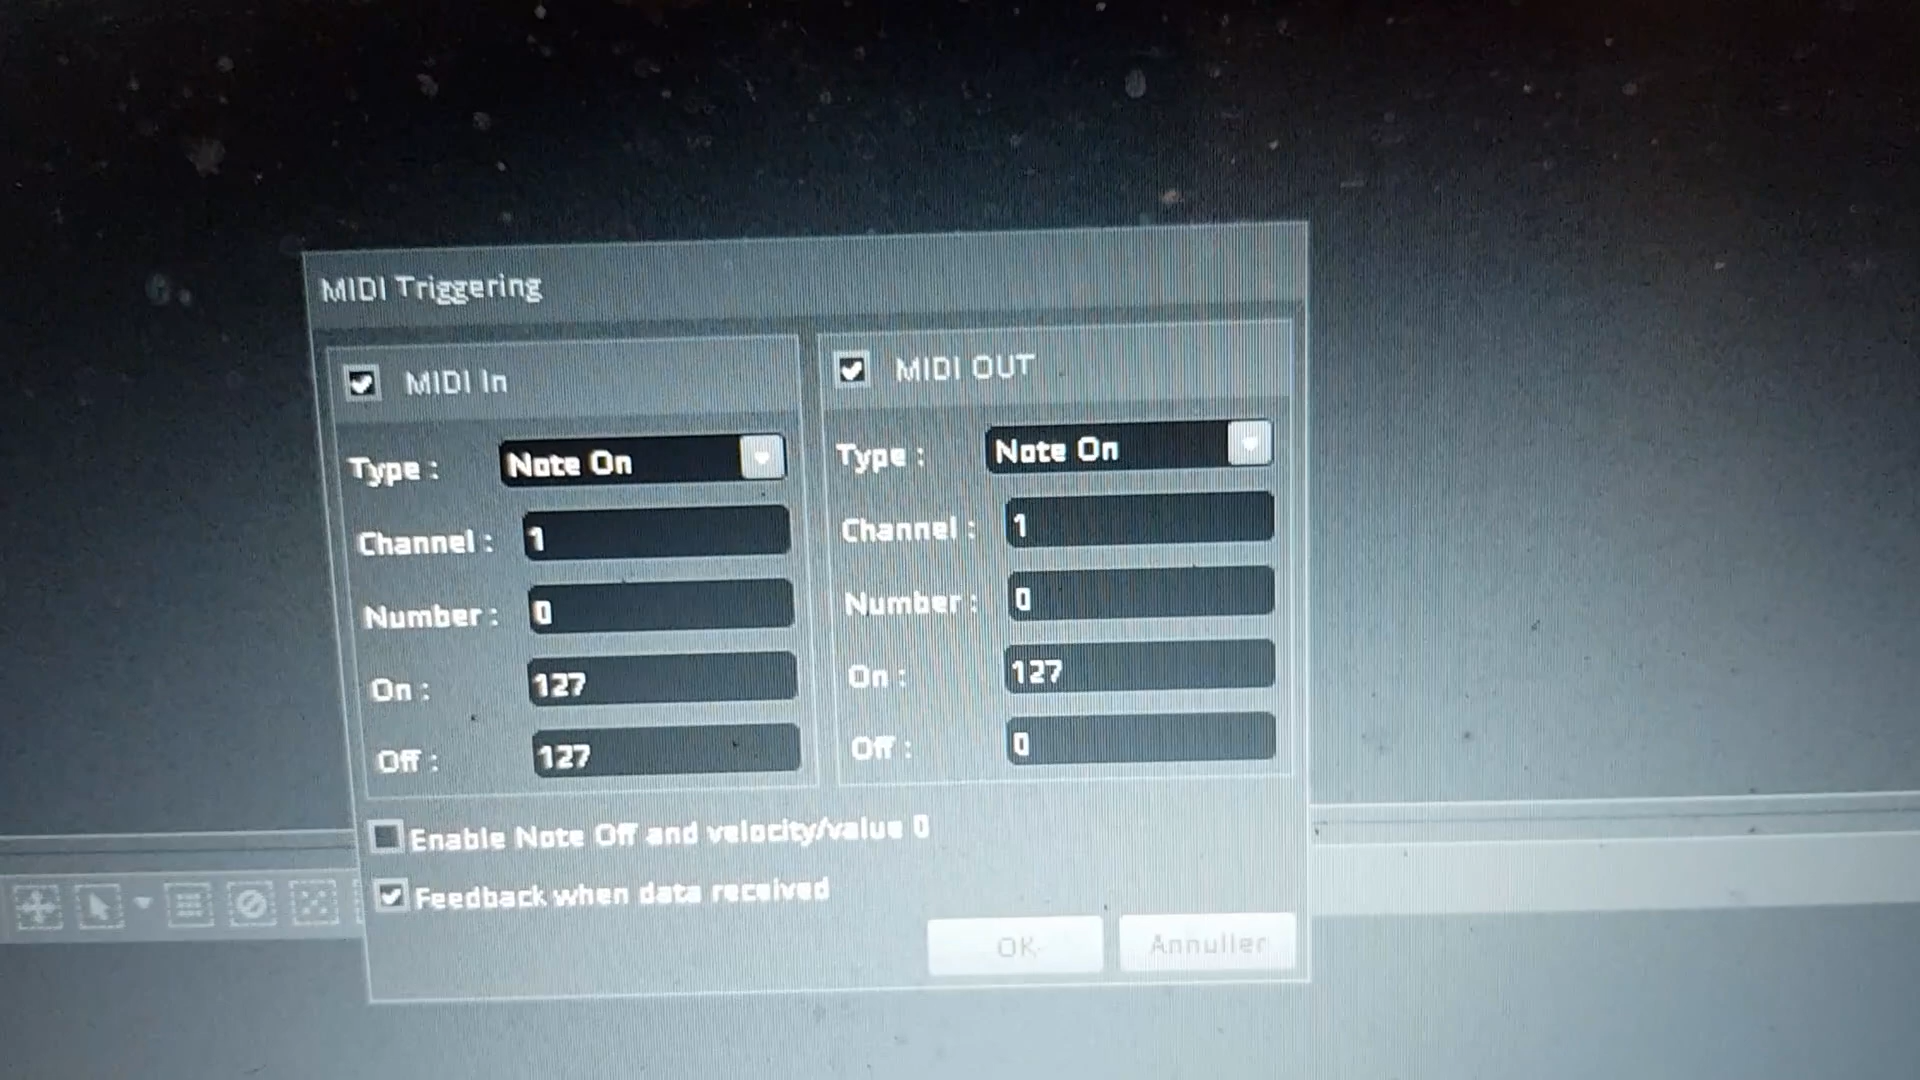 MIDI Triggering
MIDI In
Type : Note On
Channel : 1
Number : 0
On : 127
Off : 127
MIDI OUT
Type : Note On
Channel : 1
Number : 0
On : 127
Off : 0
Enable Note Off and velocity/value 0
Feedback when data received
OK
Annuller